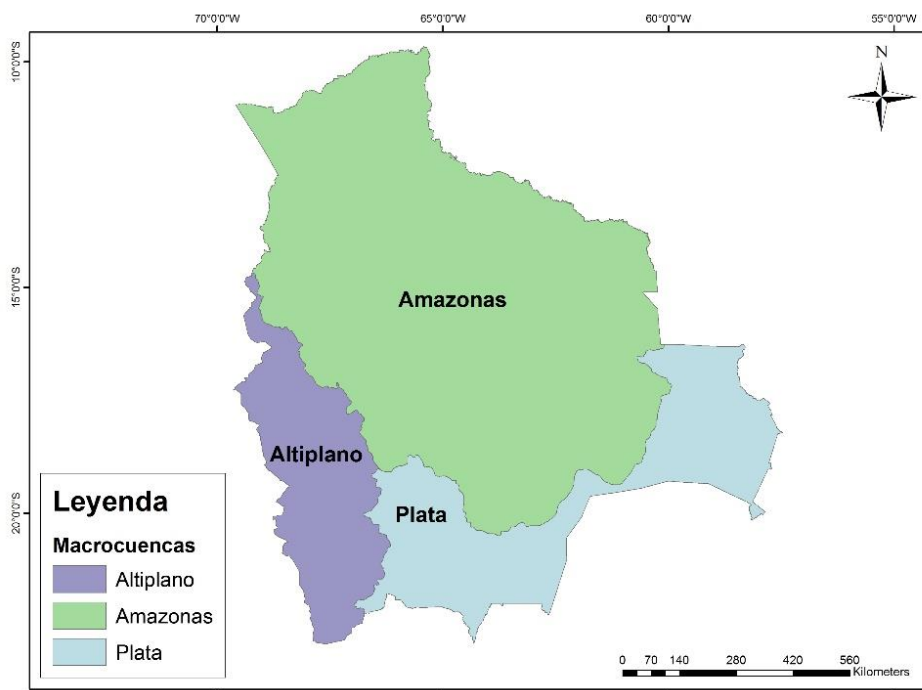 70°0'0"W 65°0'0"W 60°0'0"W 55°0'0"W
10°0'0"S
N
15°0'0"S
Amazonas
Altiplano
Plata
20°0'0"S
Leyenda
Macrocuencas
Altiplano
Amazonas
Plata
0 70 140 280 420 560
Kilometers